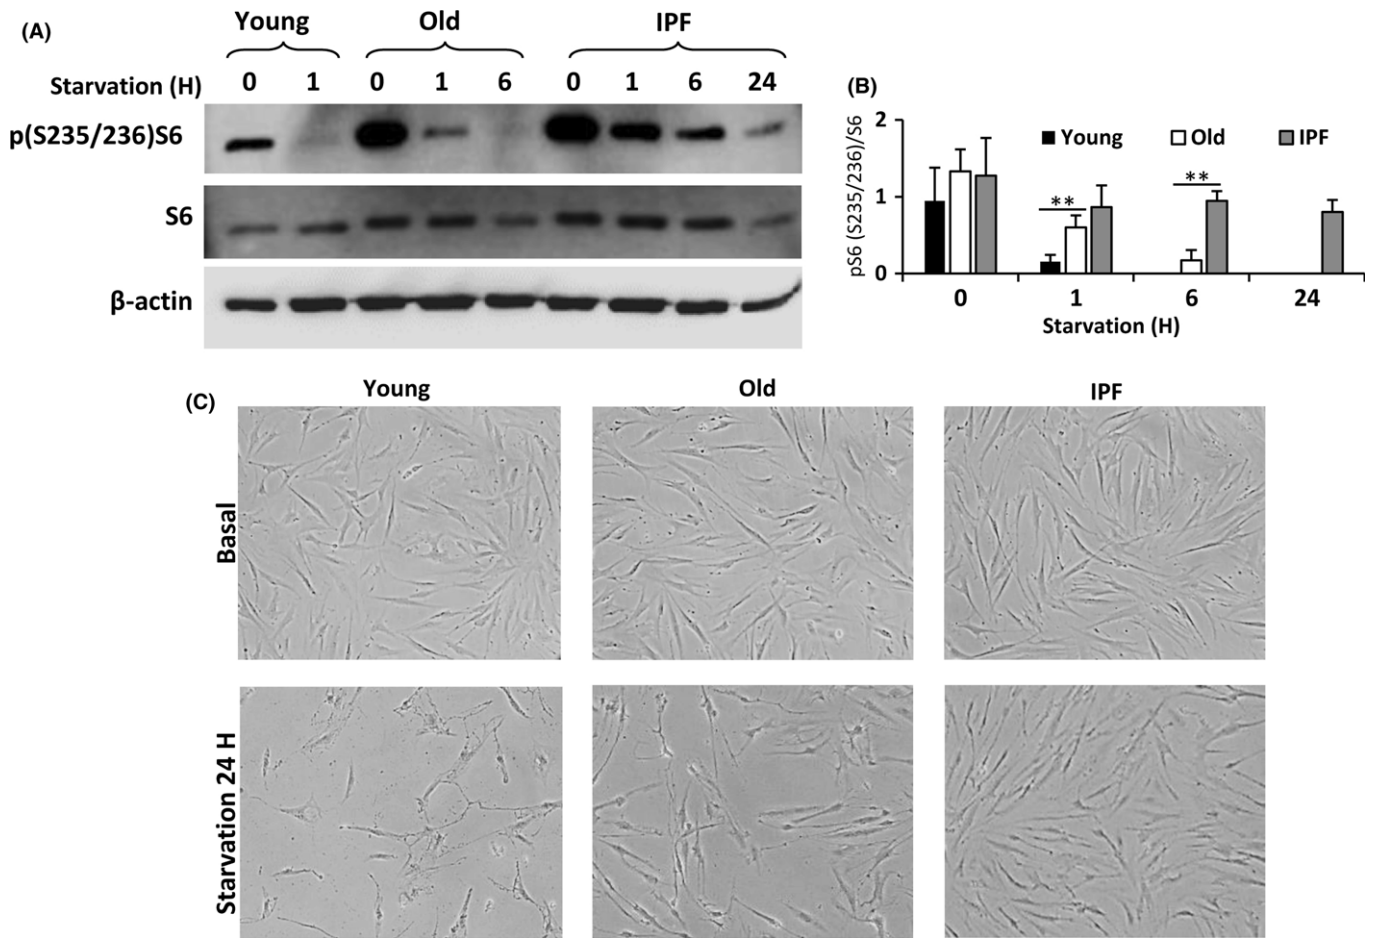 (A)
Young Old IPF
Starvation (H) 0 1 0 1 6 0 1 6 24
p(S235/236)S6
S6
β-actin
(B)
pS6 (S235/236)/S6
2
1
0
Young Old IPF
** **
0 1 6 24
Starvation (H)
(C)
Young Old IPF
Basal
Starvation 24 H